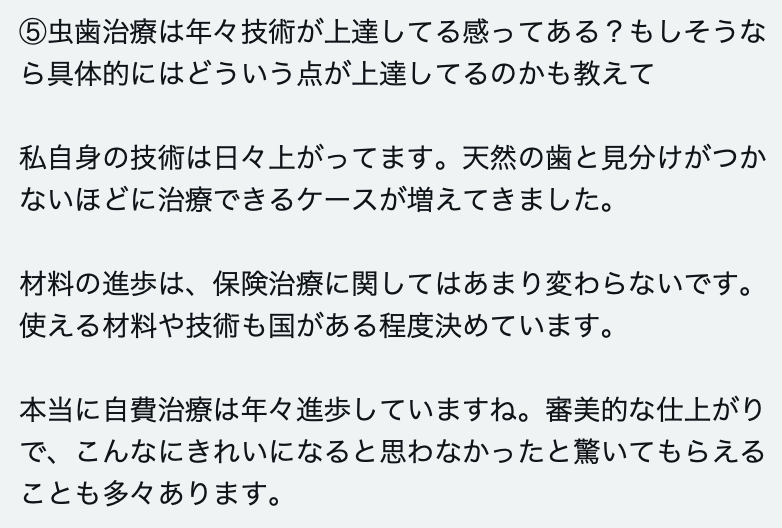 ⑤虫歯治療は年々技術が上達してる感ってある？もしそうな
ら具体的にはどういう点が上達してるのかも教えて
私自身の技術は日々上がってます。天然の歯と見分けがつか
ないほどに治療できるケースが増えてきました。
材料の進歩は、保険治療に関してはあまり変わらないです。
使える材料や技術も国がある程度決めています。
本当に自費治療は年々進歩していますね。審美的な仕上がり
で、こんなにきれいになると思わなかったと驚いてもらえる
ことも多々あります。